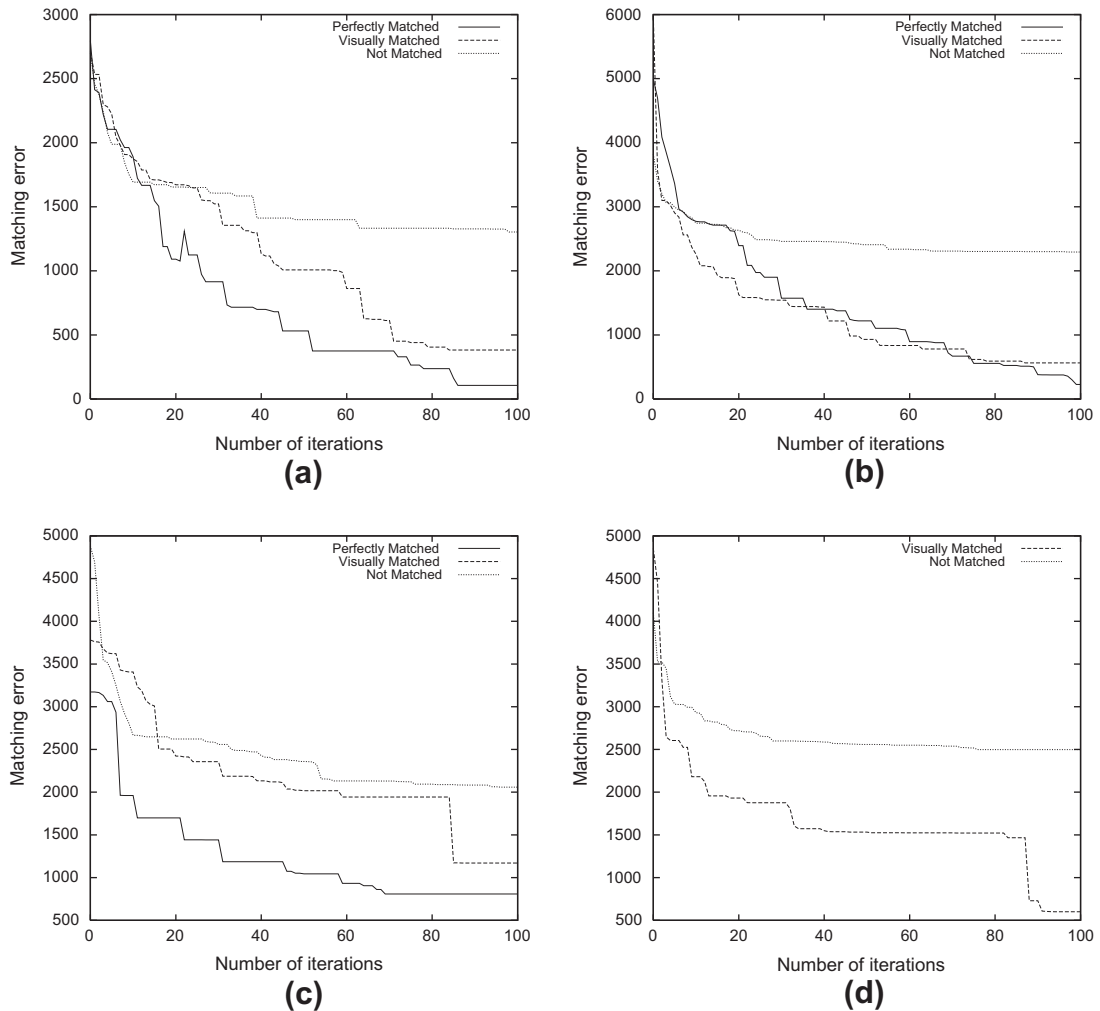 3000
2500
2000
1500
1000
500
0
Matching error
Perfectly Matched
Visually Matched
Not Matched
0 20 40 60 80 100
Number of iterations
(a)
6000
5000
4000
3000
2000
1000
0
Matching error
Perfectly Matched
Visually Matched
Not Matched
0 20 40 60 80 100
Number of iterations
(b)
5000
4500
4000
3500
3000
2500
2000
1500
1000
500
Matching error
Perfectly Matched
Visually Matched
Not Matched
0 20 40 60 80 100
Number of iterations
(c)
5000
4500
4000
3500
3000
2500
2000
1500
1000
500
Matching error
Visually Matched
Not Matched
0 20 40 60 80 100
Number of iterations
(d)